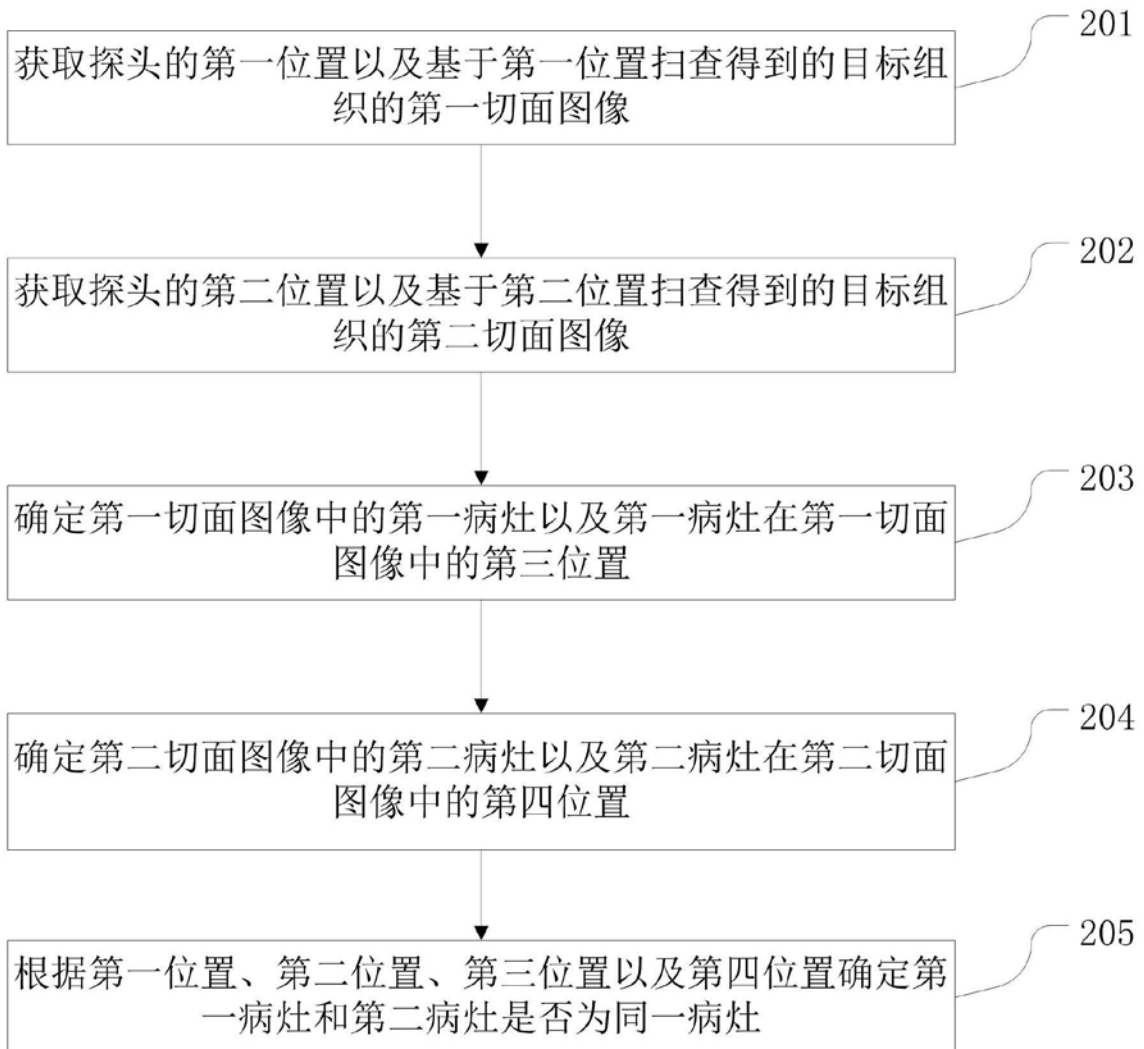 201
获取探头的第一位置以及基于第一位置扫查得到的目标组
织的第一切面图像
202
获取探头的第二位置以及基于第二位置扫查得到的目标组
织的第二切面图像
203
确定第一切面图像中的第一病灶以及第一病灶在第一切面
图像中的第三位置
204
确定第二切面图像中的第二病灶以及第二病灶在第二切面
图像中的第四位置
205
根据第一位置、第二位置、第三位置以及第四位置确定第
一病灶和第二病灶是否为同一病灶